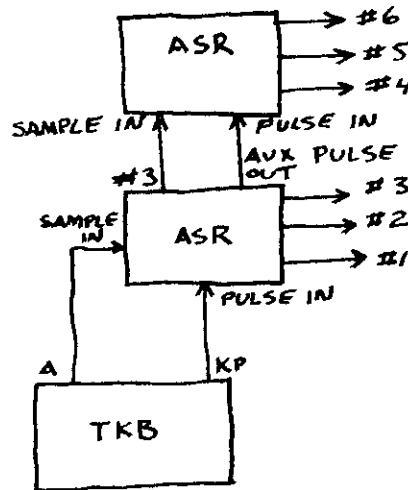 #6
ASR
#5
#4
SAMPLE IN
PULSE IN
AUX PULSE
OUT
#3
#3
SAMPLE
IN
ASR
#2
#1
PULSE IN
A
KP
TKB